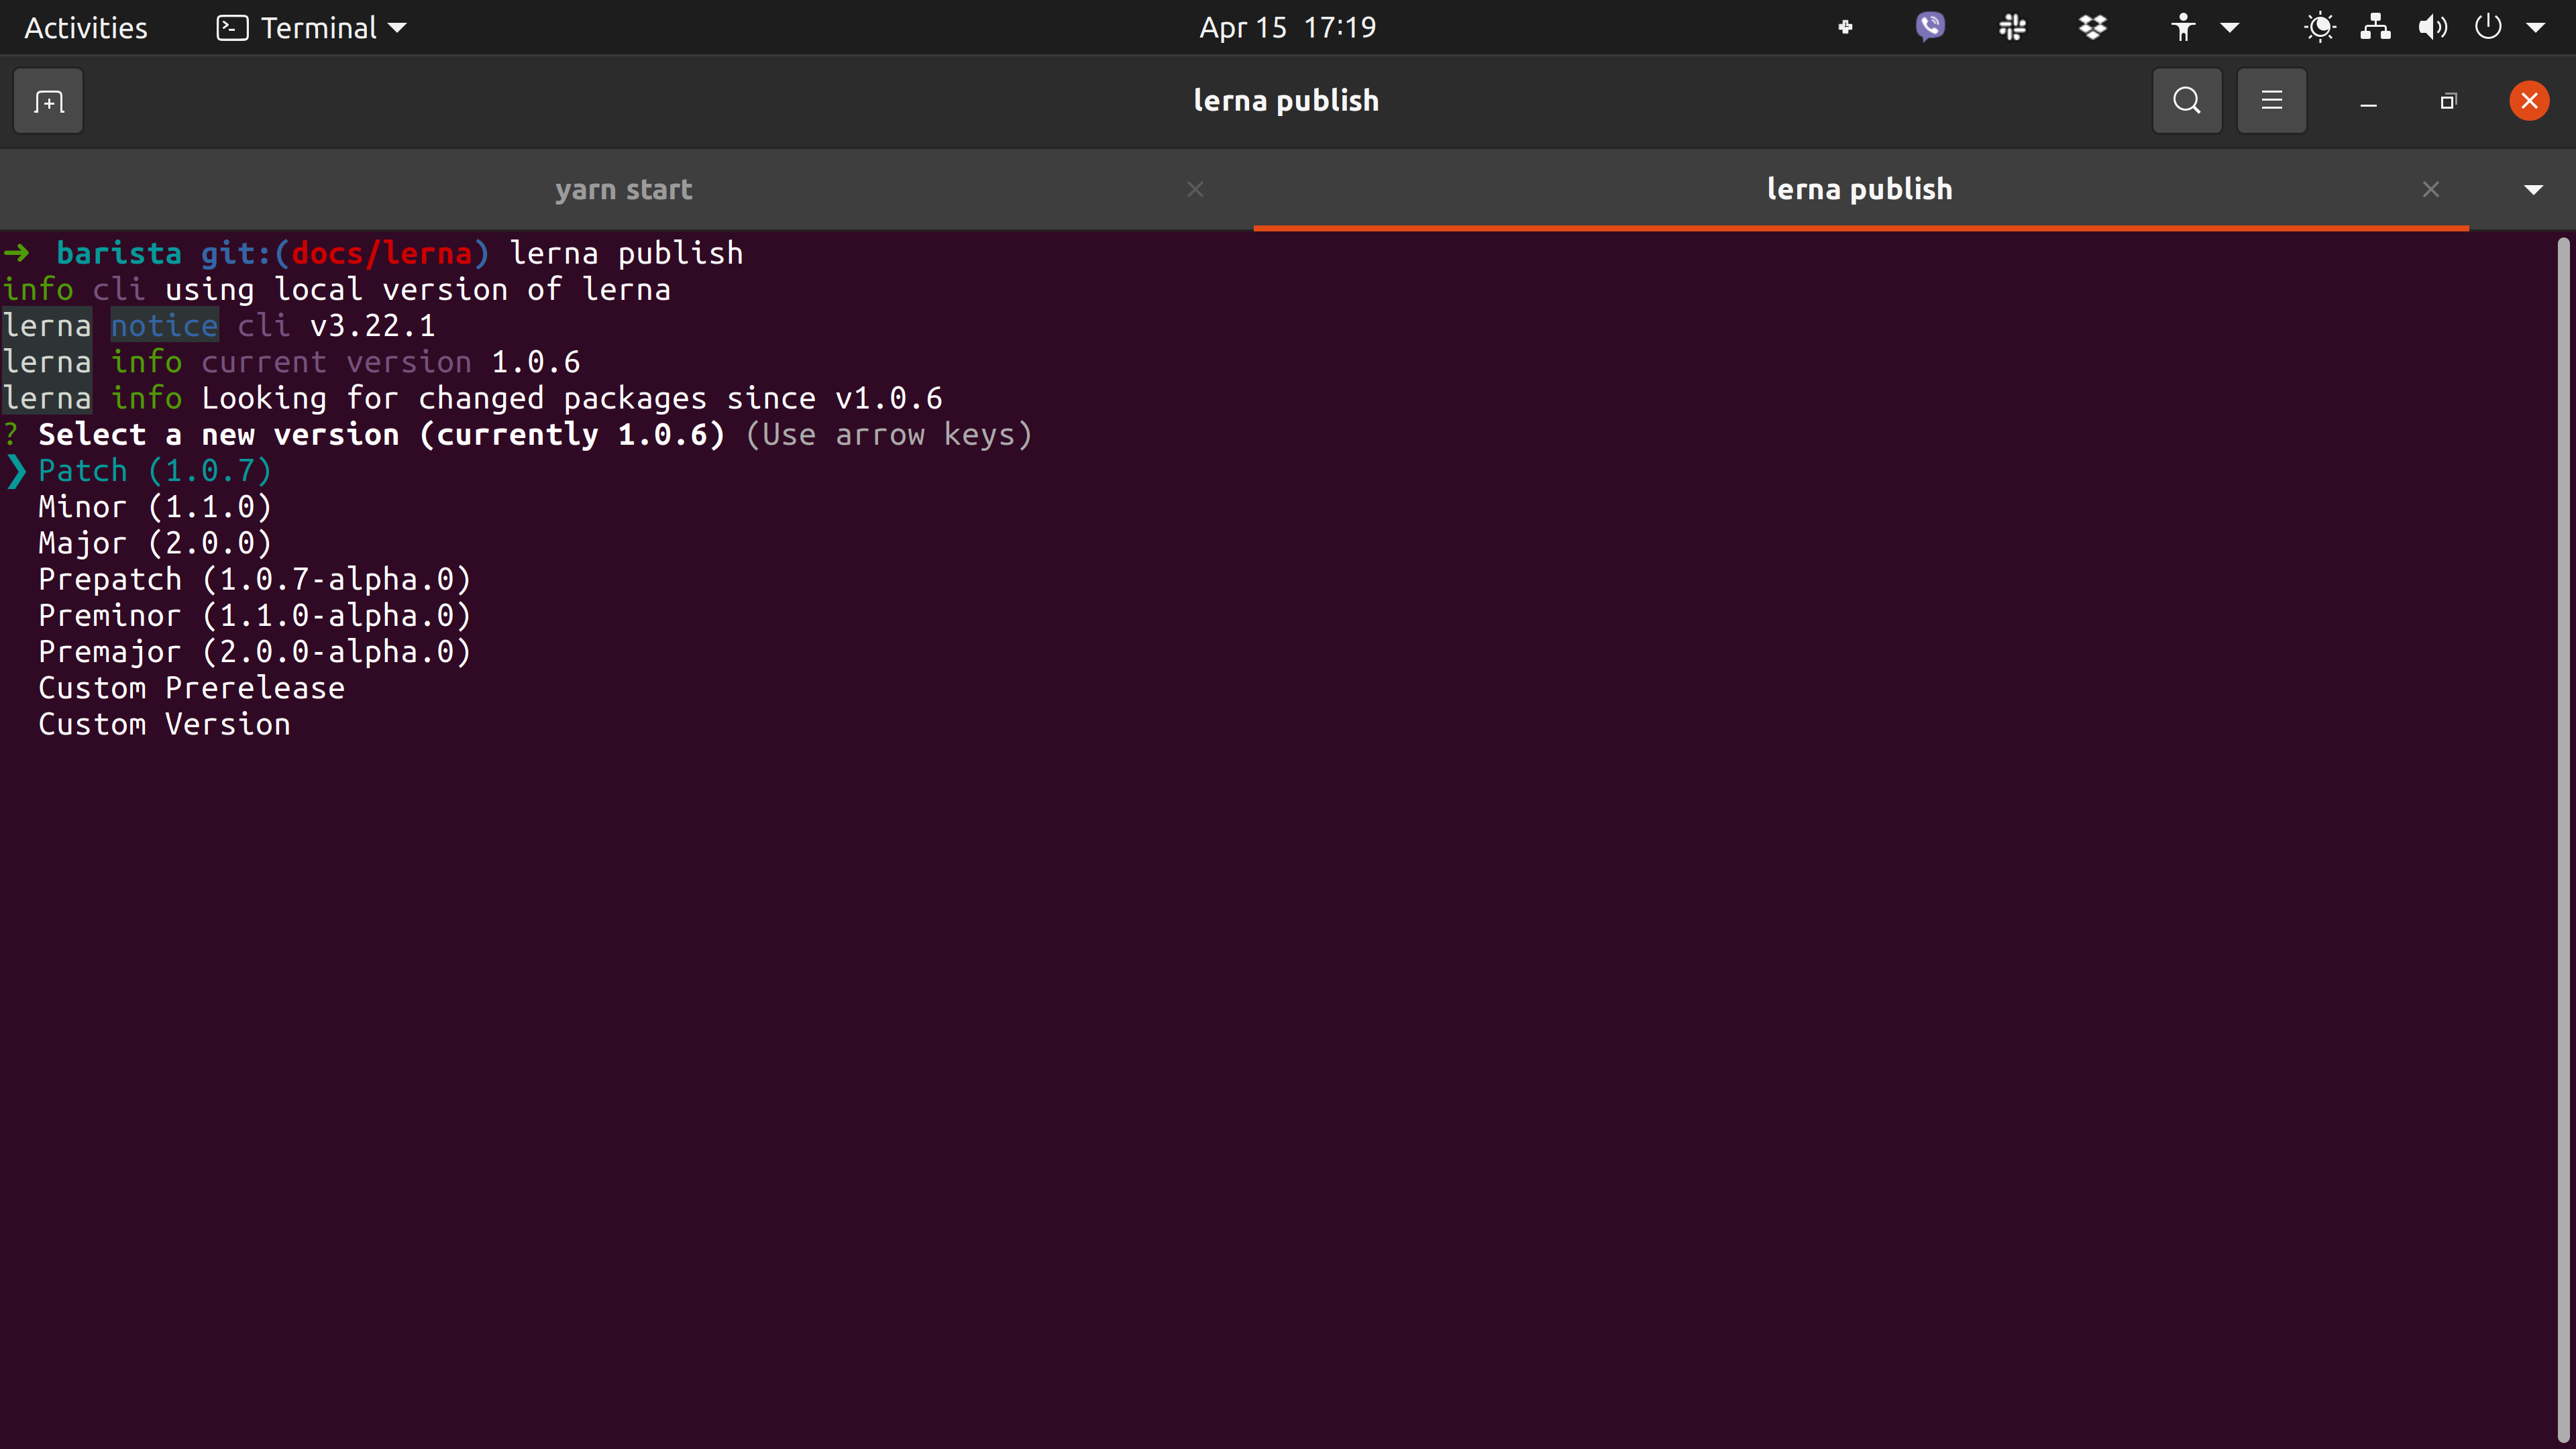 Activities Terminal Apr 15 17:19
lerna publish
yarn start lerna publish
➜ barista git:(docs/lerna) lerna publish
info cli using local version of lerna
lerna notice cli v3.22.1
lerna info current version 1.0.6
lerna info Looking for changed packages since v1.0.6
? Select a new version (currently 1.0.6) (Use arrow keys)
❯ Patch (1.0.7)
Minor (1.1.0)
Major (2.0.0)
Prepatch (1.0.7-alpha.0)
Preminor (1.1.0-alpha.0)
Premajor (2.0.0-alpha.0)
Custom Prerelease
Custom Version